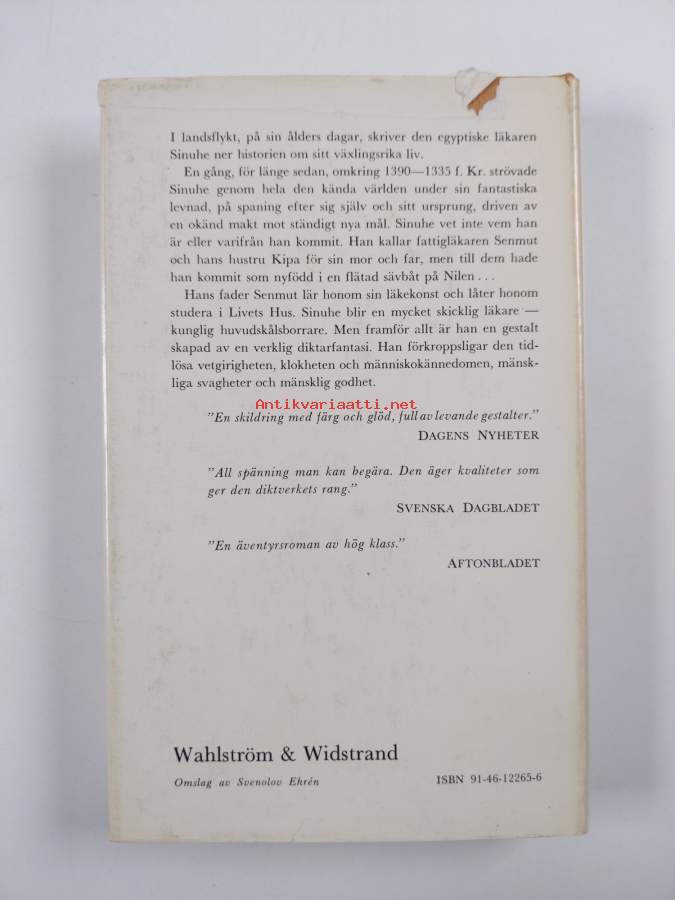 I landsflykt, på sin ålders dagar, skriver den egyptiske läkaren
Sinuhe ner historien om sitt växlingsrika liv.
En gång, för länge sedan, omkring 1390—1335 f. Kr. strövade
Sinuhe genom hela den kända världen under sin fantastiska
levnad, på spaning efter sig själv och sitt ursprung, driven av
en okänd makt mot ständigt nya mål. Sinuhe vet inte vem han
är eller varifrån han kommit. Han kallar fattigläkaren Senmut
och hans hustru Kipa för sin mor och far, men till dem hade
han kommit som nyfödd i en flätad sävbåt på Nilen . . .
Hans fader Senmut lär honom sin läkekonst och låter honom
studera i Livets Hus. Sinuhe blir en mycket skicklig läkare —
kunglig huvudskålsborrare. Men framför allt är han en gestalt
skapad av en verklig diktarfantasi. Han förkroppsligar den tid-
lösa vetgirigheten, klokheten och människokännedomen, mänsk-
liga svagheter och mänsklig godhet.
Antikvariaatti.net
”En skildring med färg och glöd, full av levande gestalter.”
DAGENS NYHETER
”All spänning man kan begära. Den äger kvaliteter som
ger den diktverkets rang.”
SVENSKA DAGBLADET
”En äventyrsroman av hög klass.”
AFTONBLADET
Wahlström & Widstrand
Omslag av Svenolov Ehrén
ISBN 91-46-12265-6